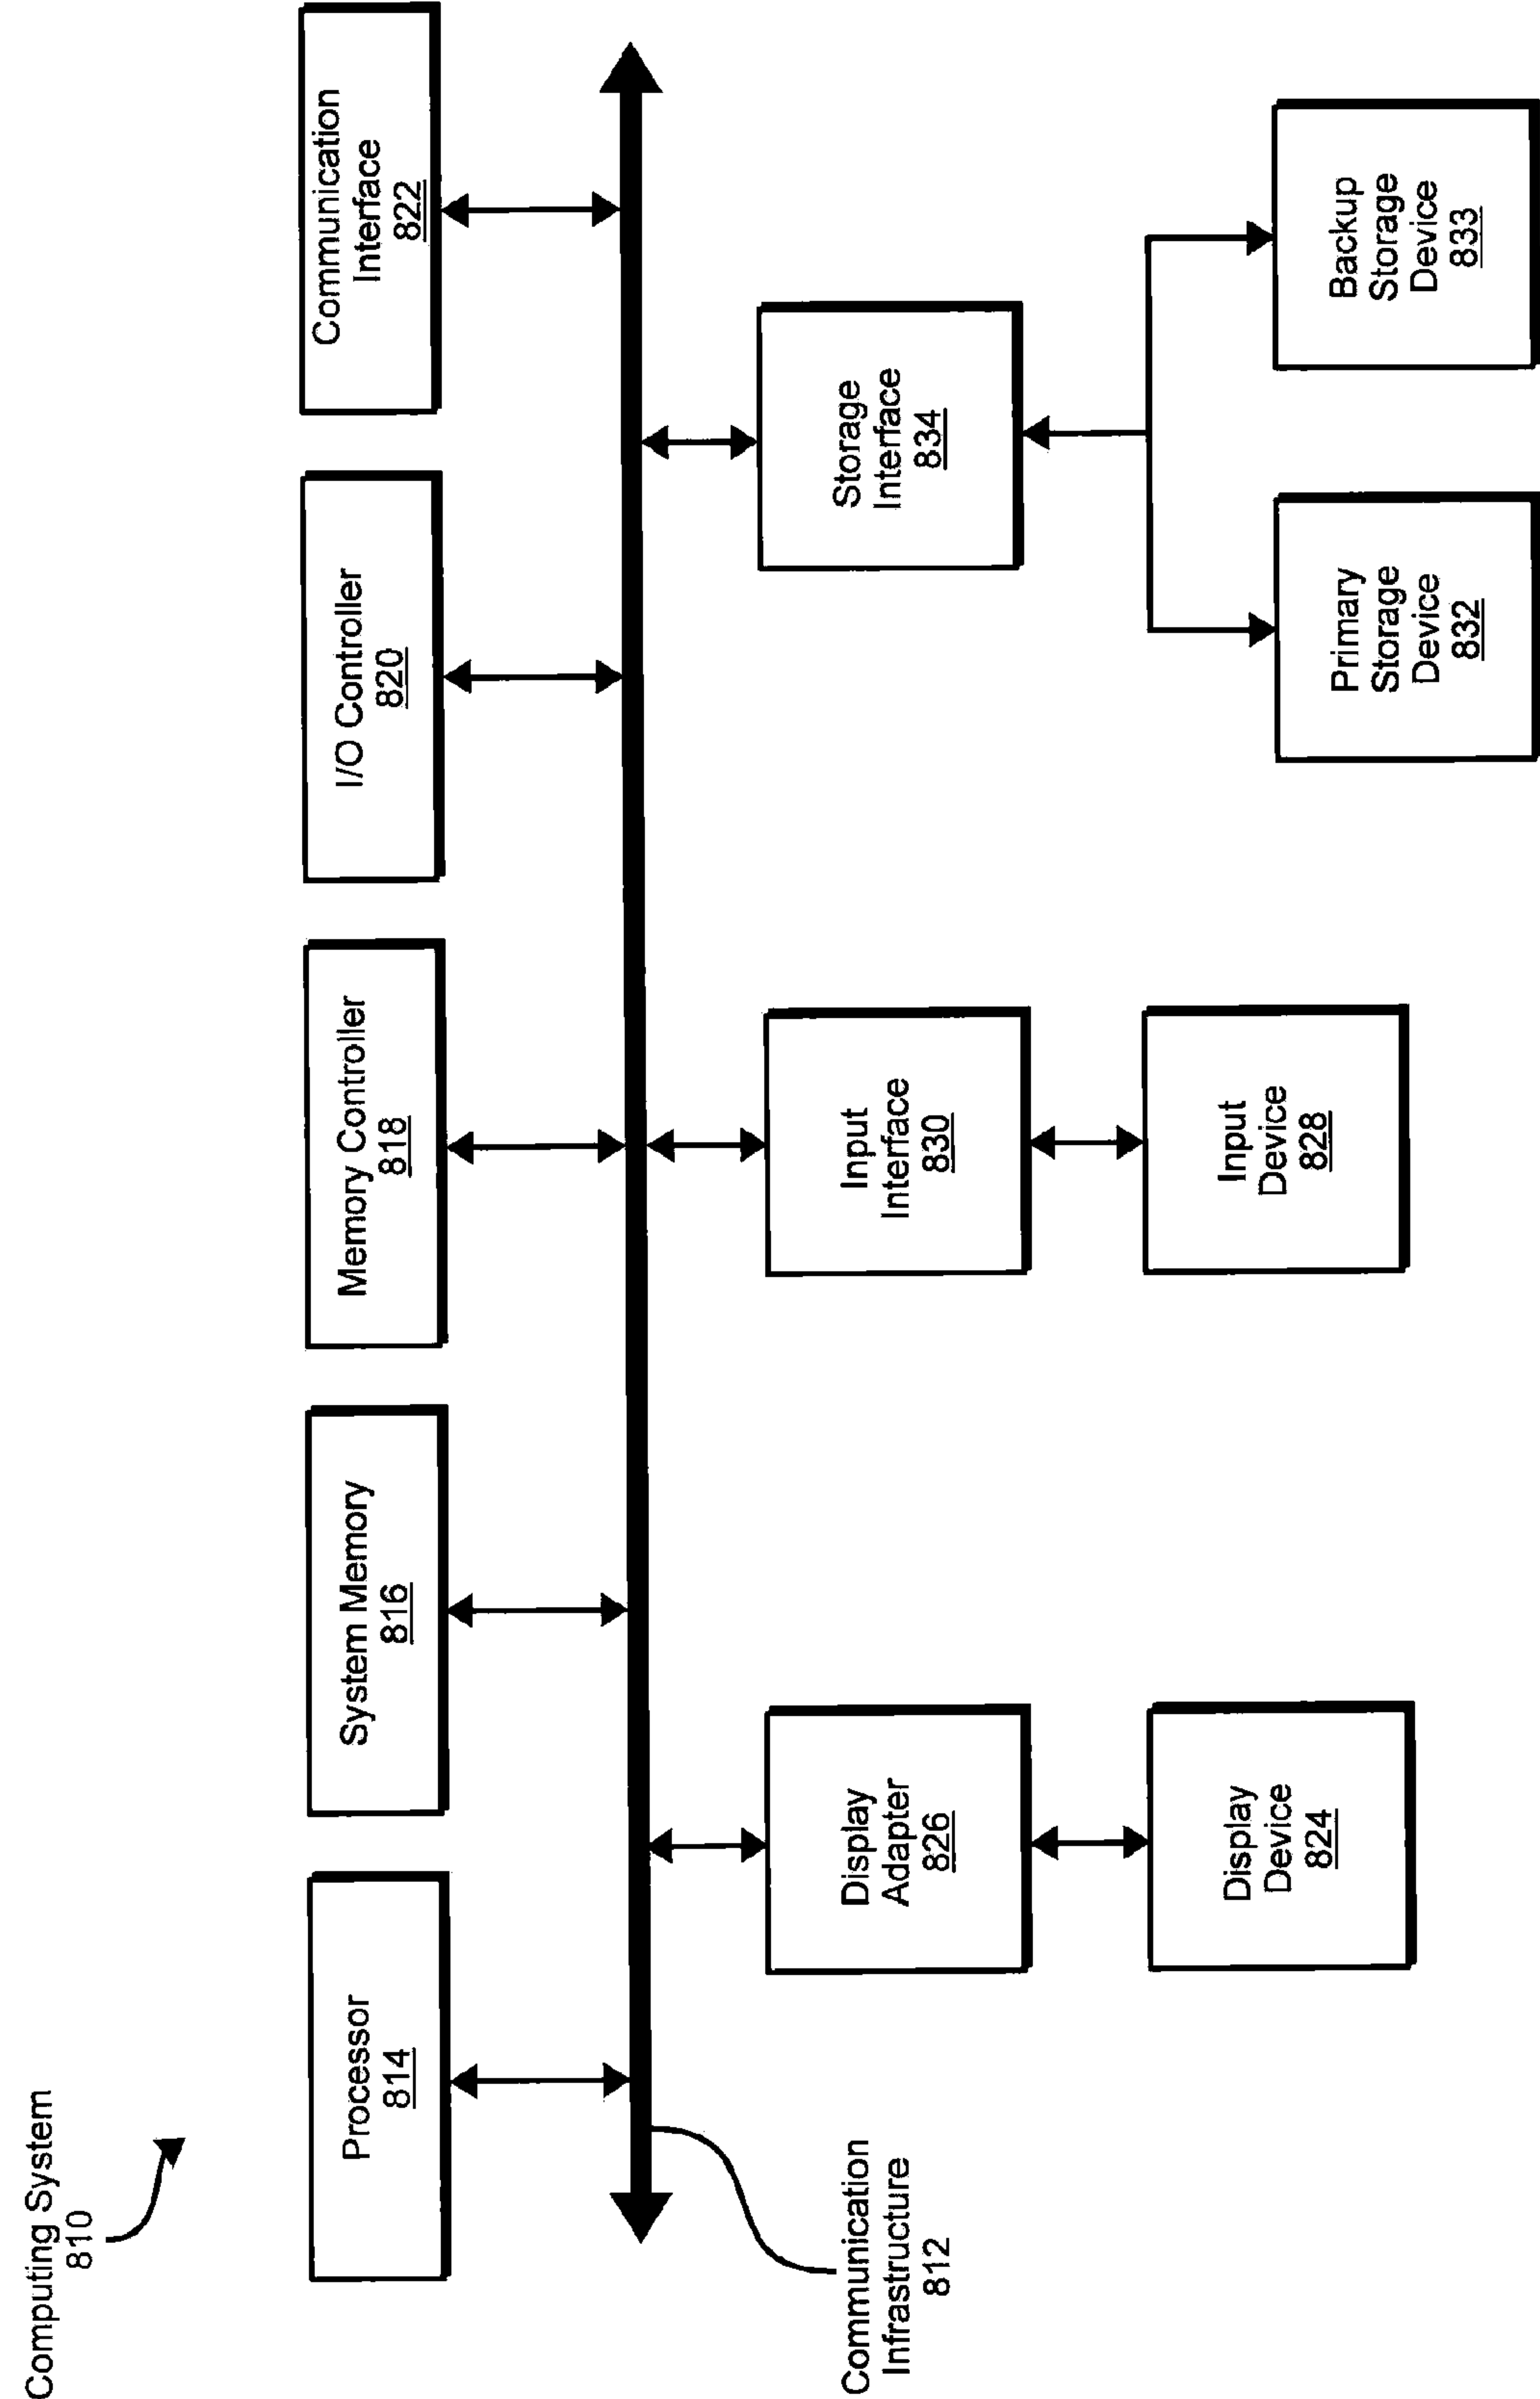 Computing System
810
Processor
814
System Memory
816
Memory Controller
818
I/O Controller
820
Communication
Interface
822
Communication
Infrastructure
812
Display
Adapter
826
Input
Interface
830
Storage
Interface
834
Display
Device
824
Input
Device
828
Primary
Storage
Device
832
Backup
Storage
Device
833